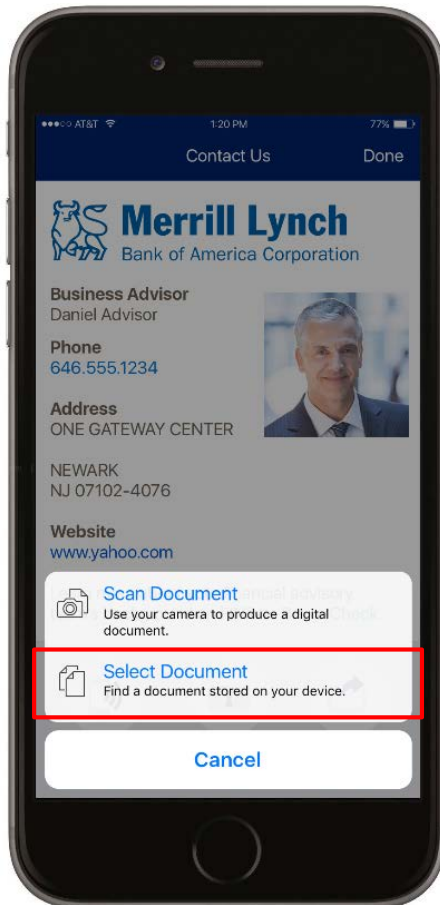 AT&T 1:20 PM 77%
Contact Us Done
Merrill Lynch
Bank of America Corporation
Business Advisor
Daniel Advisor
Phone
646.555.1234
Address
ONE GATEWAY CENTER
NEWARK
NJ 07102-4076
Website
www.yahoo.com
Scan Document
Use your camera to produce a digital
document.
Select Document
Find a document stored on your device.
Cancel